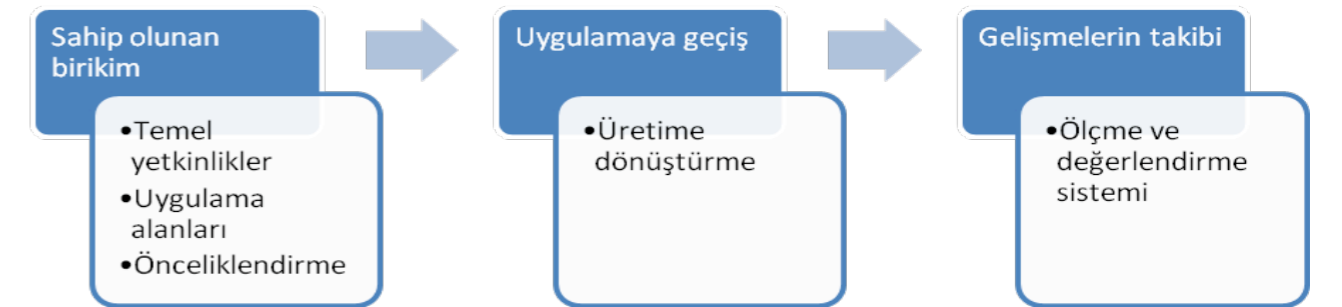 Sahip olunan
birikim
•Temel
yetkinlikler
•Uygulama
alanları
•Önceliklendirme
Uygulamaya geçiş
•Üretime
dönüştürme
Gelişmelerin takibi
•Ölçme ve
değerlendirme
sistemi